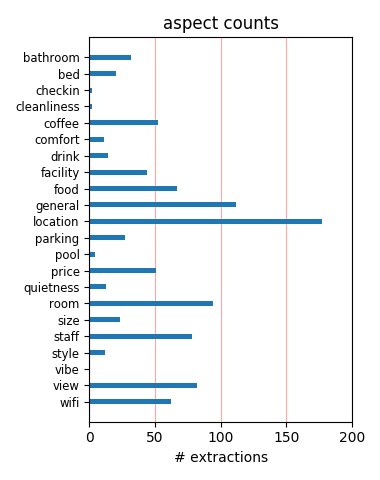 aspect counts
bathroom
bed
checkin
cleanliness
coffee
comfort
drink
facility
food
general
location
parking
pool
price
quietness
room
size
staff
style
vibe
view
wifi
0 50 100 150 200
# extractions